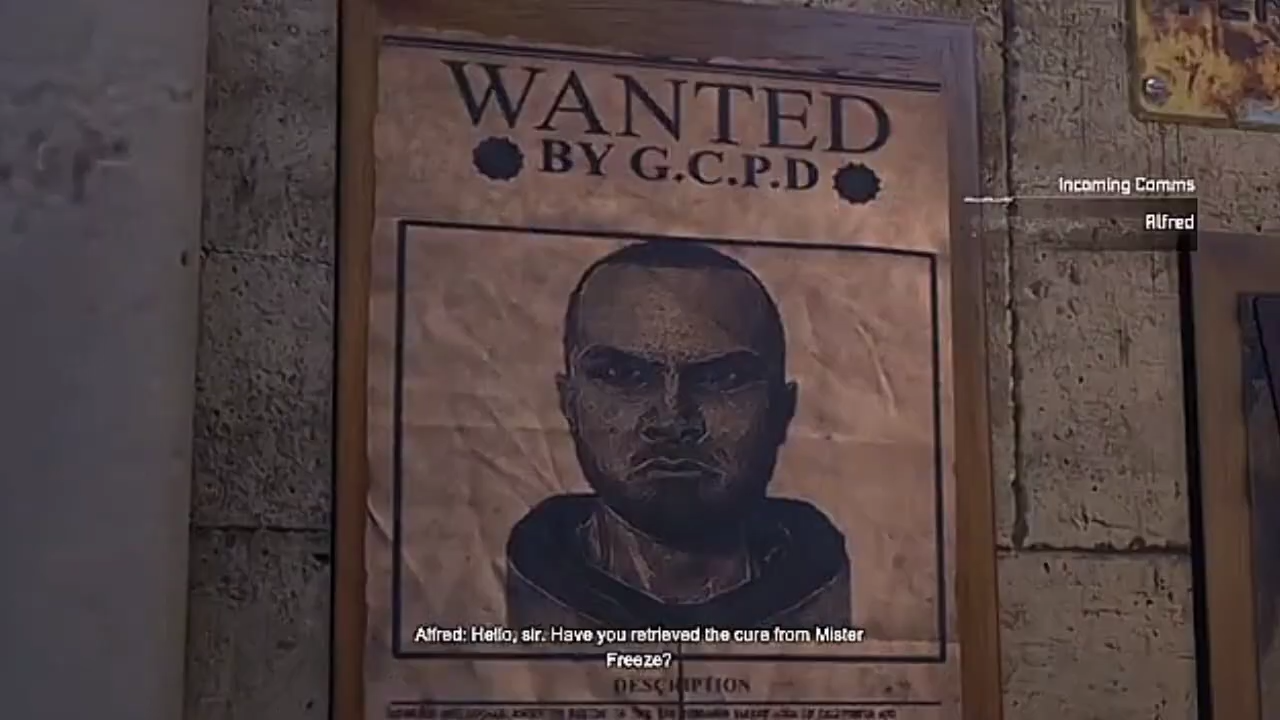 WANTED
BY G.C.P.D
Incoming Comms
Alfred
Alfred: Hello, sir. Have you retrieved the cure from Mister
Freeze?
DESCRIPTION